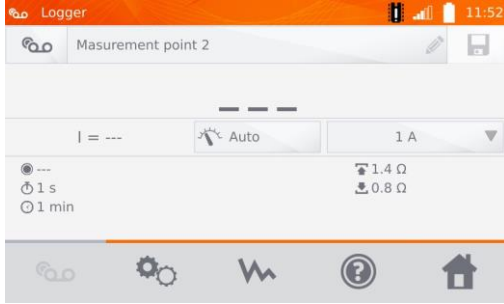 Logger 11:52
Masurement point 2
– – –
I = --- Auto 1 A
--- 1.4 Ω
1 s 0.8 Ω
1 min